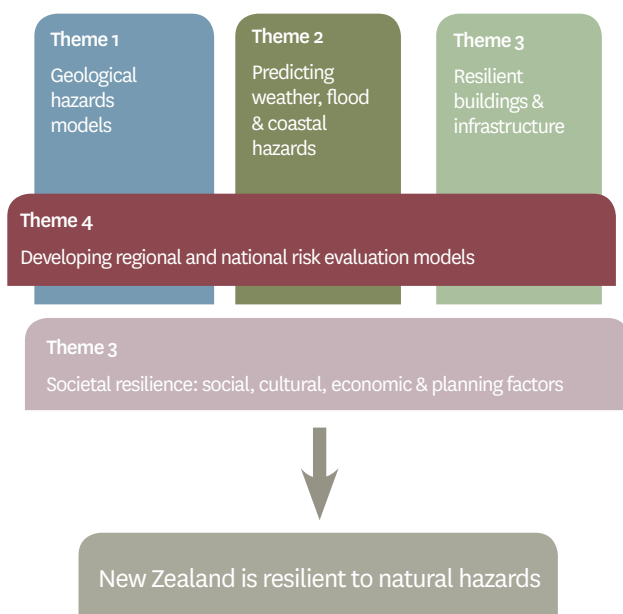 Theme 1
Geological
hazards
models
Theme 2
Predicting
weather, flood
& coastal
hazards
Theme 3
Resilient
buildings &
infrastructure
Theme 4
Developing regional and national risk evaluation models
Theme 3
Societal resilience: social, cultural, economic & planning factors
New Zealand is resilient to natural hazards